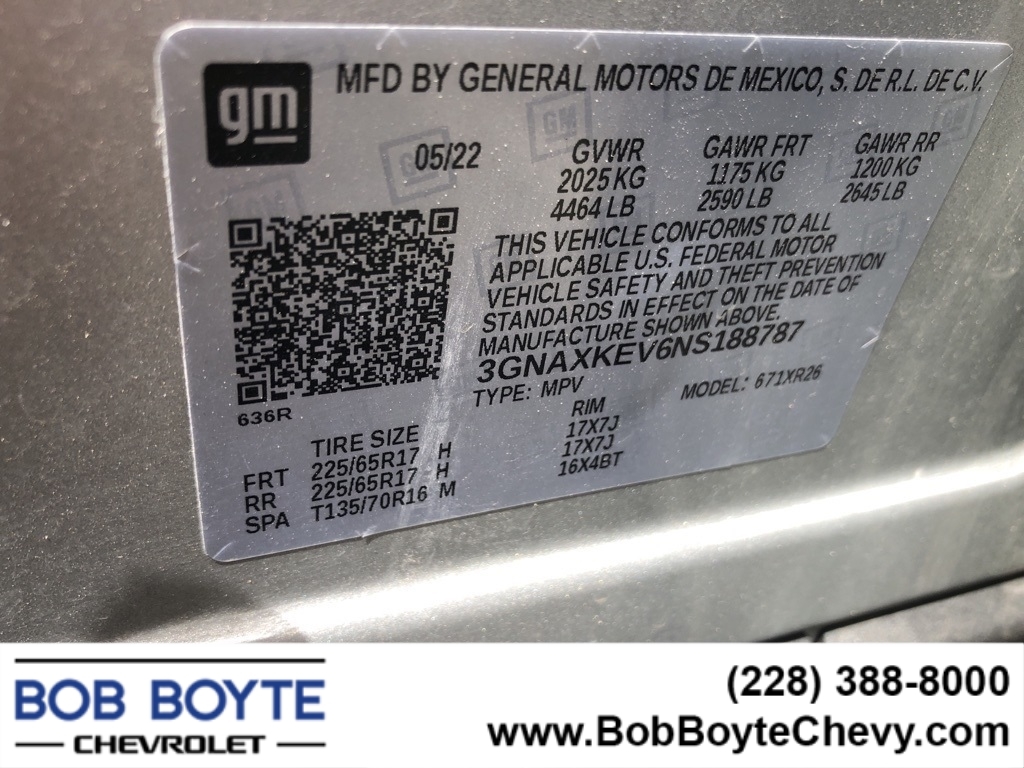 gm
MFD BY GENERAL MOTORS DE MEXICO, S. DE R.L. DE C.V.
05/22
GVWR
2025 KG
4464 LB
GAWR FRT
1175 KG
2590 LB
GAWR RR
1200 KG
2645 LB
THIS VEHICLE CONFORMS TO ALL
APPLICABLE U.S. FEDERAL MOTOR
VEHICLE SAFETY AND THEFT PREVENTION
STANDARDS IN EFFECT ON THE DATE OF
MANUFACTURE SHOWN ABOVE.
3GNAXKEV6NS188787
TYPE: MPV MODEL: 671XR26
636R
TIRE SIZE RIM
FRT 225/65R17 H 17X7J
RR 225/65R17 H 17X7J
SPA T135/70R16 M 16X4BT
BOB BOYTE
CHEVROLET
(228) 388-8000
www.BobBoyteChevy.com